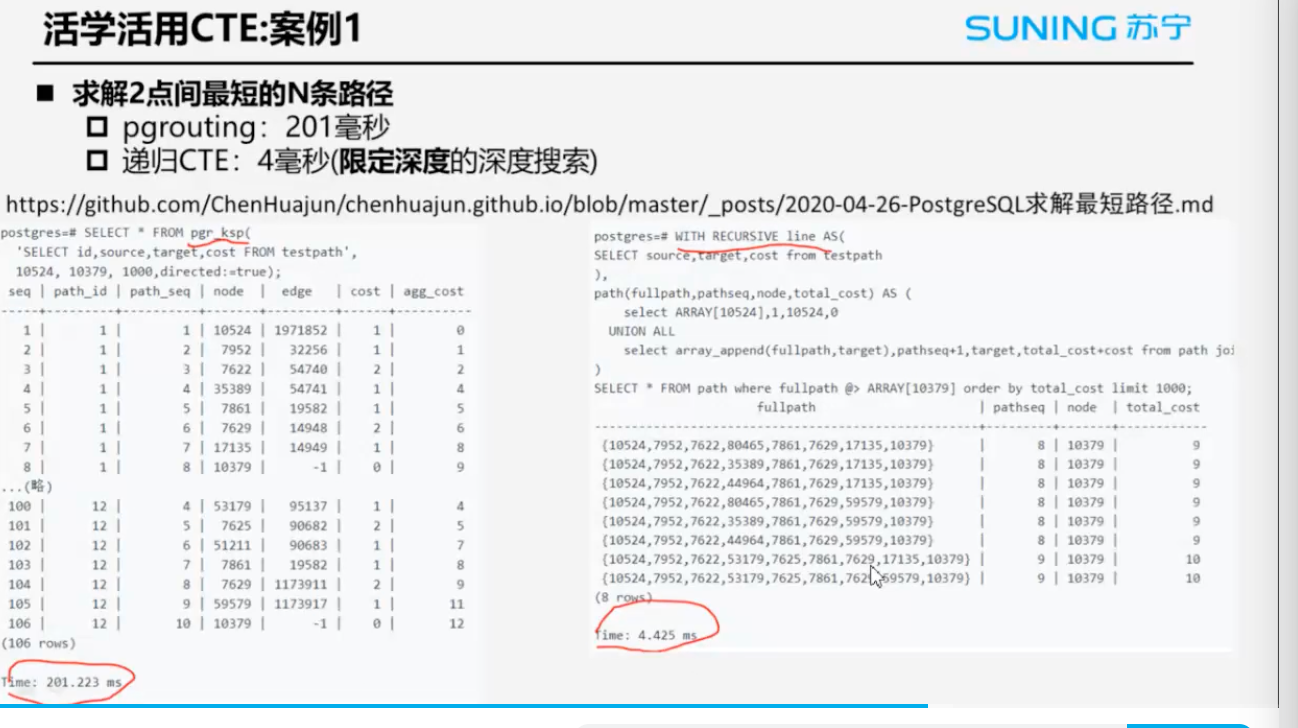 活学活用CTE:案例1
SUNING 苏宁
■ 求解2点间最短的N条路径
pgrouting：201毫秒
递归CTE：4毫秒(限定深度的深度搜索)
https://github.com/ChenHuajun/chenhuajun.github.io/blob/master/_posts/2020-04-26-PostgreSQL求解最短路径.md
postgres=# SELECT * FROM pgr_ksp(
'SELECT id,source,target,cost FROM testpath',
10524, 10379, 1000,directed:=true);
seq | path_id | path_seq | node | edge | cost | agg_cost
1 | 1 | 1 | 10524 | 1971852 | 1 | 0
2 | 1 | 2 | 7952 | 32256 | 1 | 1
3 | 1 | 3 | 7622 | 54740 | 2 | 2
4 | 1 | 4 | 35389 | 54741 | 1 | 4
5 | 1 | 5 | 7861 | 19582 | 1 | 5
6 | 1 | 6 | 7629 | 14948 | 2 | 6
7 | 1 | 7 | 17135 | 14949 | 1 | 8
8 | 1 | 8 | 10379 | -1 | 0 | 9
...(略)
100 | 12 | 4 | 53179 | 95137 | 1 | 4
101 | 12 | 5 | 7625 | 90682 | 2 | 5
102 | 12 | 6 | 51211 | 90683 | 1 | 7
103 | 12 | 7 | 7861 | 19582 | 1 | 8
104 | 12 | 8 | 7629 | 1173911 | 2 | 9
105 | 12 | 9 | 59579 | 1173917 | 1 | 11
106 | 12 | 10 | 10379 | -1 | 0 | 12
(106 rows)
Time: 201.223 ms
postgres=# WITH RECURSIVE line AS(
SELECT source,target,cost from testpath
),
path(fullpath,pathseq,node,total_cost) AS (
select ARRAY[10524],1,10524,0
UNION ALL
select array_append(fullpath,target),pathseq+1,target,total_cost+cost from path joi
)
SELECT * FROM path where fullpath @> ARRAY[10379] order by total_cost limit 1000;
fullpath | pathseq | node | total_cost
{10524,7952,7622,80465,7861,7629,17135,10379} | 8 | 10379 | 9
{10524,7952,7622,35389,7861,7629,17135,10379} | 8 | 10379 | 9
{10524,7952,7622,44964,7861,7629,17135,10379} | 8 | 10379 | 9
{10524,7952,7622,80465,7861,7629,59579,10379} | 8 | 10379 | 9
{10524,7952,7622,35389,7861,7629,59579,10379} | 8 | 10379 | 9
{10524,7952,7622,44964,7861,7629,59579,10379} | 8 | 10379 | 9
{10524,7952,7622,53179,7625,7861,7629,17135,10379} | 9 | 10379 | 10
{10524,7952,7622,53179,7625,7861,7629,59579,10379} | 9 | 10379 | 10
(8 rows)
Time: 4.425 ms